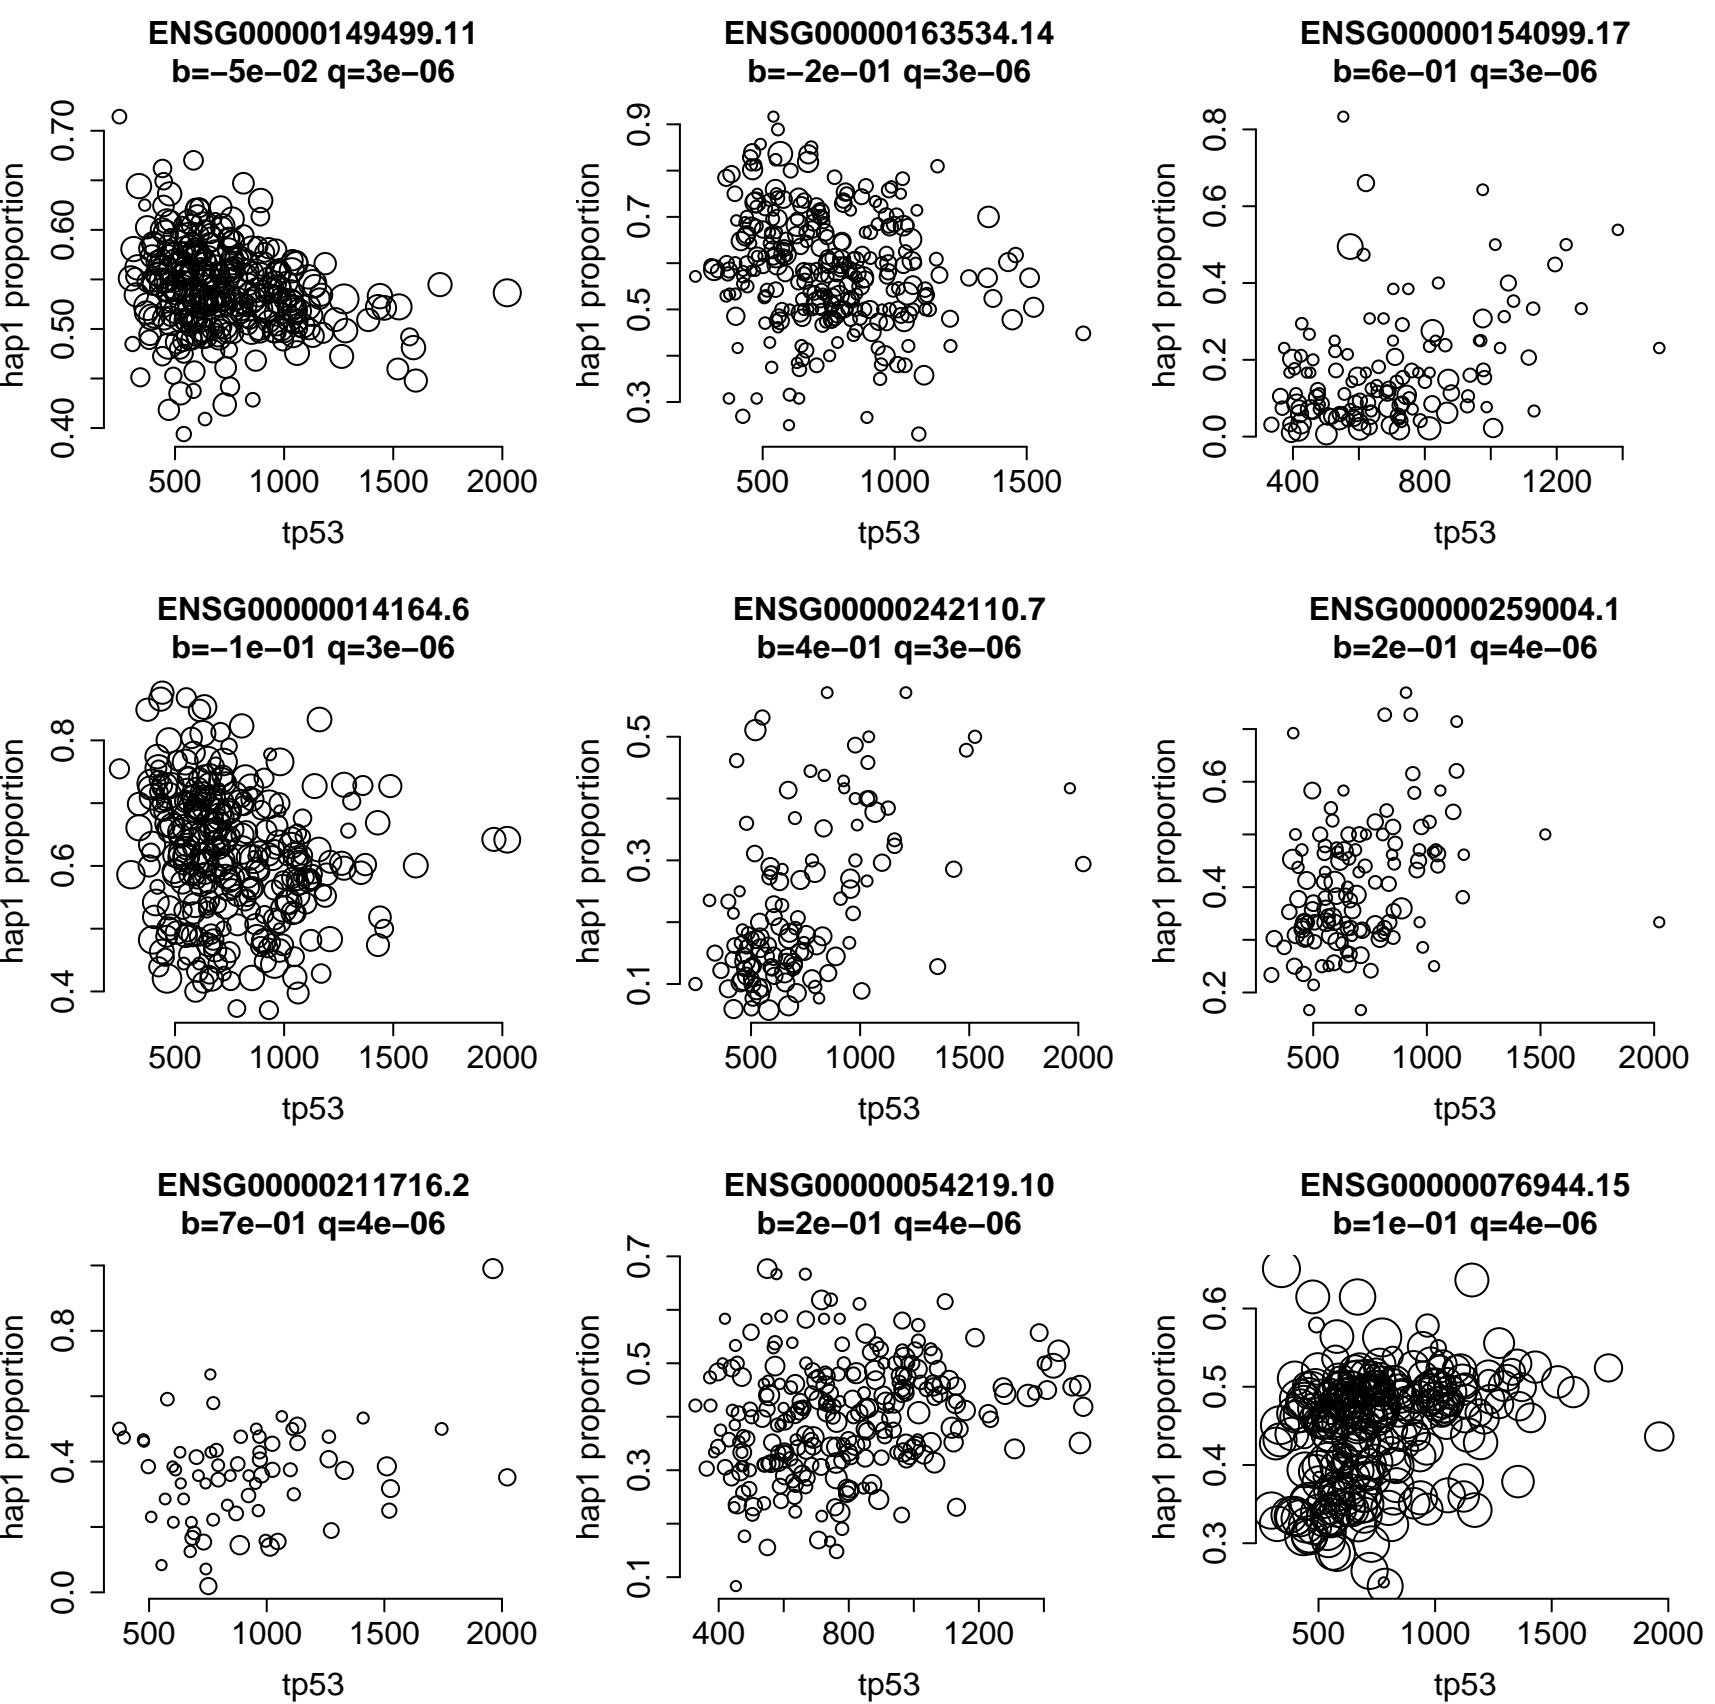 ENSG00000149499.11
b=−5e−02 q=3e−06
hap1 proportion
0.40 0.50 0.60 0.70
500 1000 1500 2000
tp53
ENSG00000163534.14
b=−2e−01 q=3e−06
hap1 proportion
0.3 0.5 0.7 0.9
500 1000 1500
tp53
ENSG00000154099.17
b=6e−01 q=3e−06
hap1 proportion
0.0 0.2 0.4 0.6 0.8
400 800 1200
tp53
ENSG00000014164.6
b=−1e−01 q=3e−06
hap1 proportion
0.4 0.6 0.8
500 1000 1500 2000
tp53
ENSG00000242110.7
b=4e−01 q=3e−06
hap1 proportion
0.1 0.3 0.5
500 1000 1500 2000
tp53
ENSG00000259004.1
b=2e−01 q=4e−06
hap1 proportion
0.2 0.4 0.6
500 1000 1500 2000
tp53
ENSG00000211716.2
b=7e−01 q=4e−06
hap1 proportion
0.0 0.4 0.8
500 1000 1500 2000
tp53
ENSG00000054219.10
b=2e−01 q=4e−06
hap1 proportion
0.1 0.3 0.5 0.7
400 800 1200
tp53
ENSG00000076944.15
b=1e−01 q=4e−06
hap1 proportion
0.3 0.4 0.5 0.6
500 1000 1500 2000
tp53